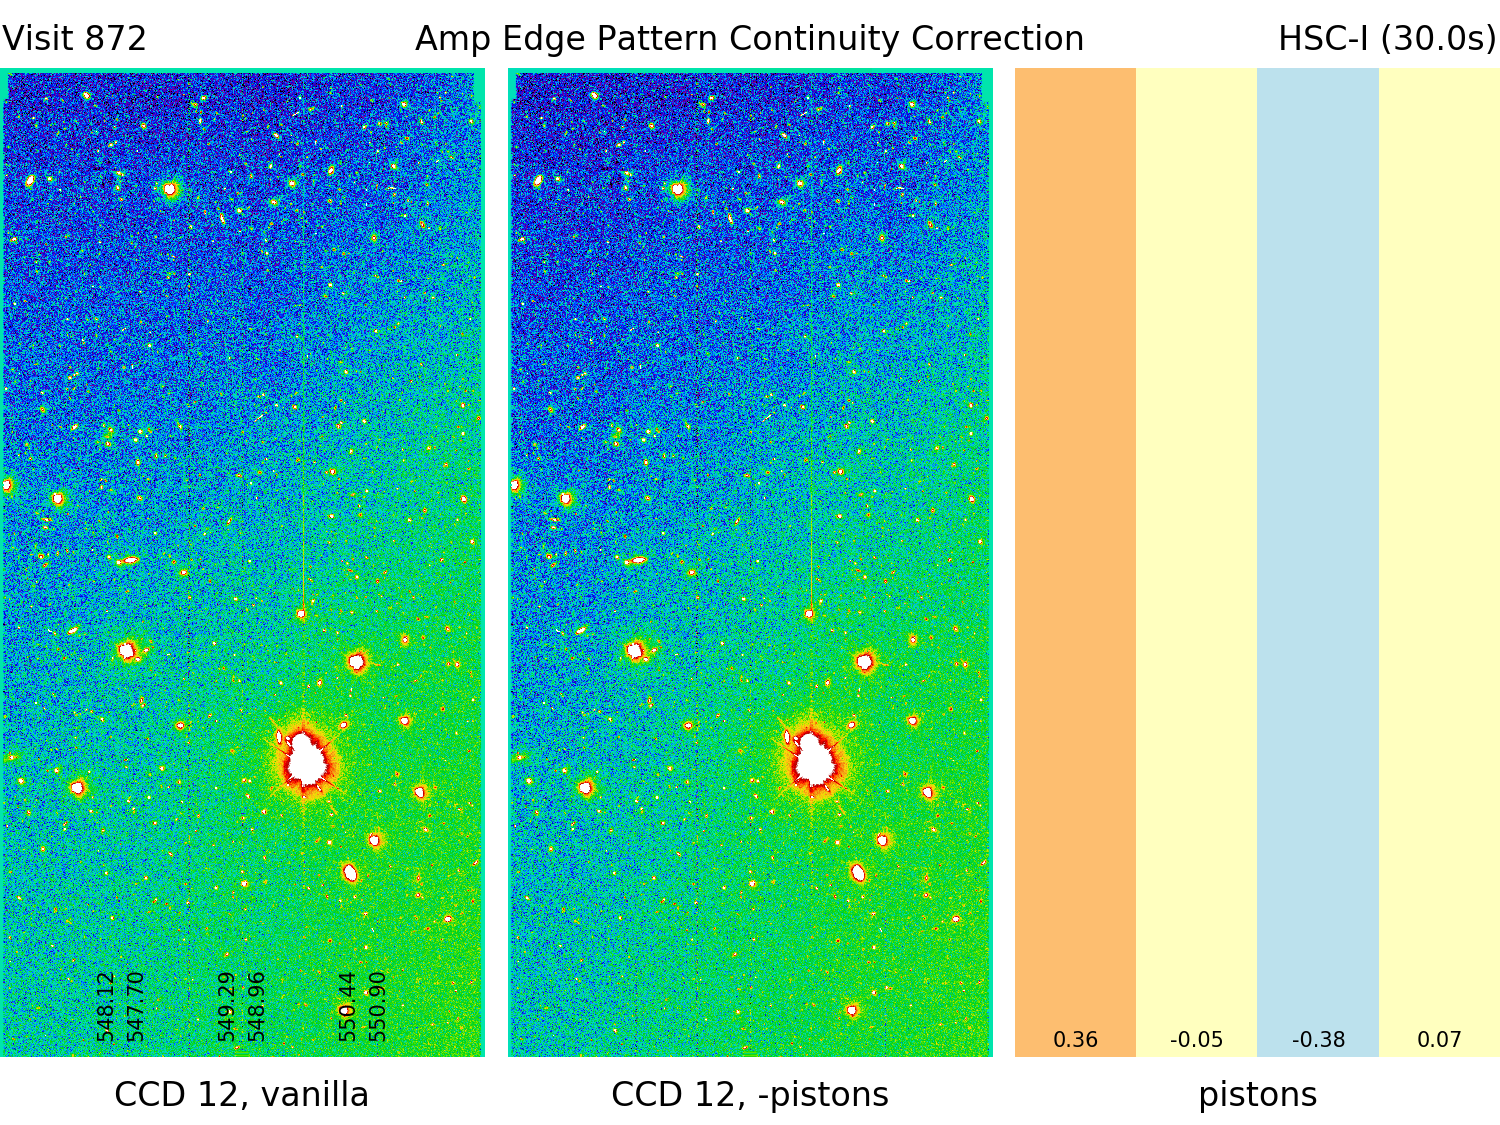 Visit 872
Amp Edge Pattern Continuity Correction
HSC-I (30.0s)
548.12
547.70
549.29
548.96
550.44
550.90
0.36
-0.05
-0.38
0.07
CCD 12, vanilla
CCD 12, -pistons
pistons